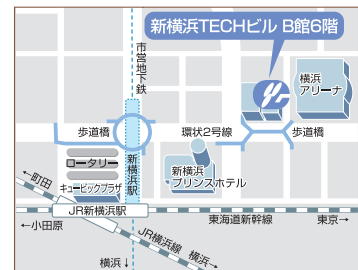 新横浜TECHビル B館6階
市営地下鉄
横浜
アリーナ
歩道橋
環状2号線
歩道橋
ロータリー
新横浜駅
新横浜
プリンスホテル
←町田
キュービックプラザ
JR新横浜駅
東海道新幹線
東京→
←小田原
JR横浜線
横浜→
横浜↓